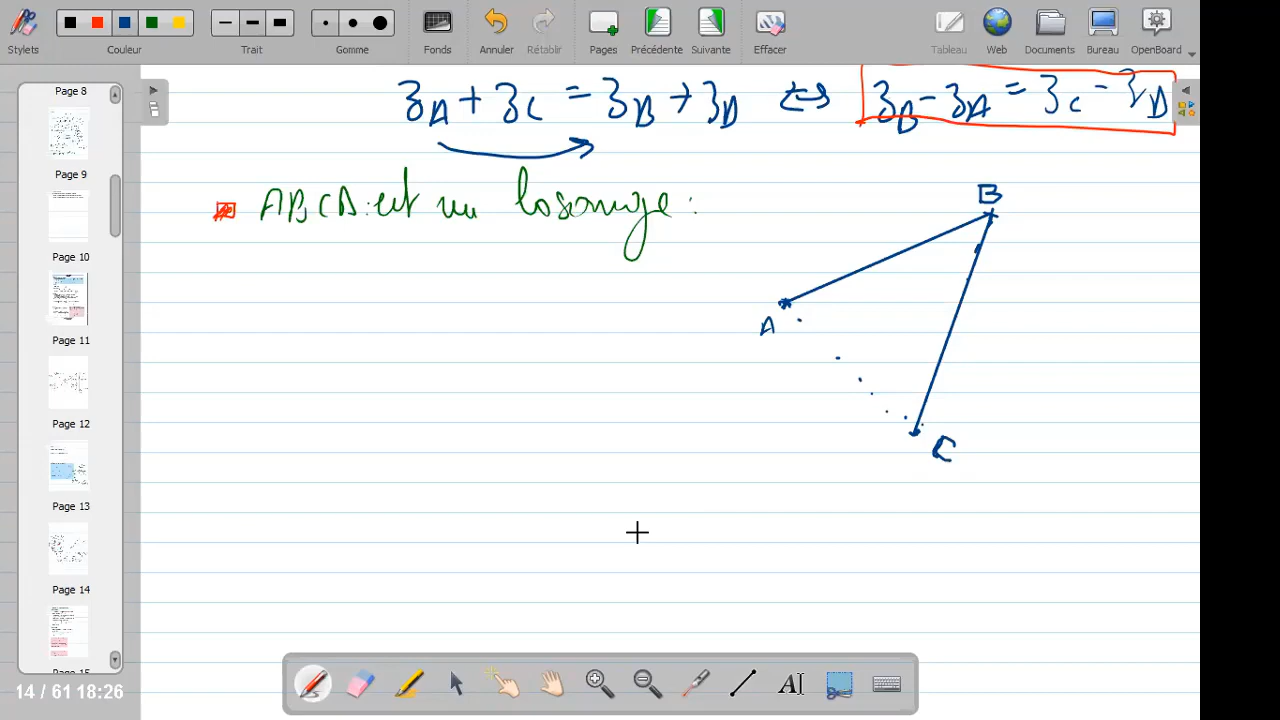 Stylets Couleur Trait Gomme Fonds Annuler Rétablir Pages Précédente Suivante Effacer Tableau Web Documents Bureau OpenBoard
Page 8
Page 9
Page 10
Page 11
Page 12
Page 13
Page 14
14 / 61 18:26
zA + zC = zB + zD ⟺ zB - zA = zC - zD
ABCD: est un losange :
B
A
C